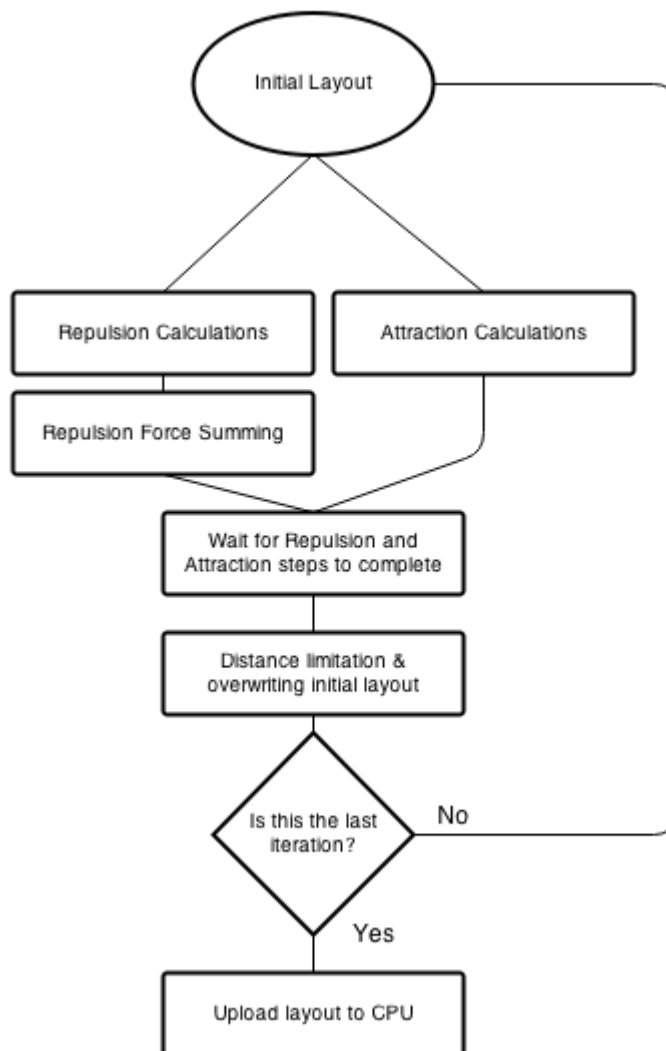 Initial Layout
Repulsion Calculations
Attraction Calculations
Repulsion Force Summing
Wait for Repulsion and
Attraction steps to complete
Distance limitation &
overwriting initial layout
Is this the last
iteration?
No
Yes
Upload layout to CPU